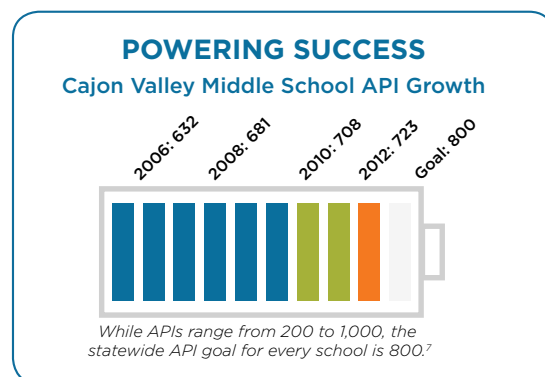 POWERING SUCCESS
Cajon Valley Middle School API Growth
2006: 632
2008: 681
2010: 708
2012: 723
Goal: 800
While APIs range from 200 to 1,000, the
statewide API goal for every school is 800.⁷